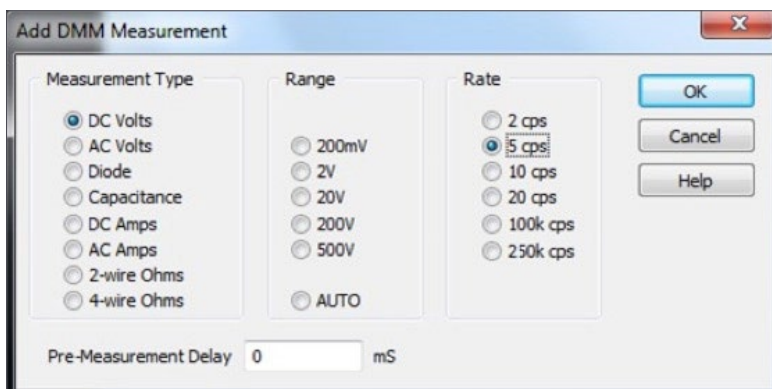 Add DMM Measurement
Measurement Type
DC Volts
AC Volts
Diode
Capacitance
DC Amps
AC Amps
2-wire Ohms
4-wire Ohms
Range
200mV
2V
20V
200V
500V
AUTO
Rate
2 cps
5 cps
10 cps
20 cps
100k cps
250k cps
OK
Cancel
Help
Pre-Measurement Delay 0 mS